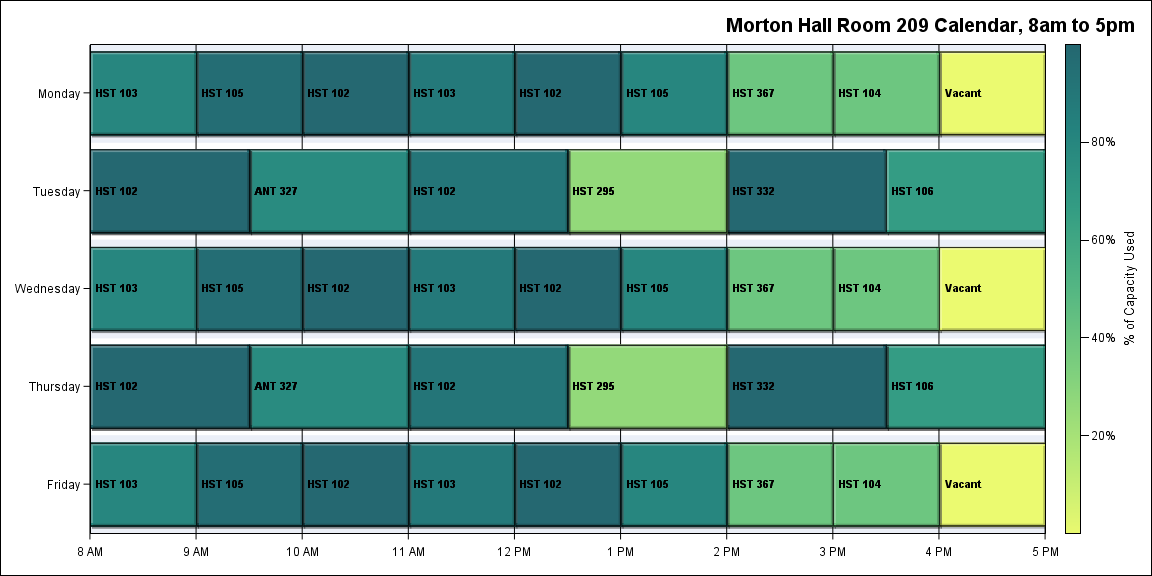 Morton Hall Room 209 Calendar, 8am to 5pm
Monday
HST 103
HST 105
HST 102
HST 103
HST 102
HST 105
HST 367
HST 104
Vacant
Tuesday
HST 102
ANT 327
HST 102
HST 295
HST 332
HST 106
Wednesday
HST 103
HST 105
HST 102
HST 103
HST 102
HST 105
HST 367
HST 104
Vacant
Thursday
HST 102
ANT 327
HST 102
HST 295
HST 332
HST 106
Friday
HST 103
HST 105
HST 102
HST 103
HST 102
HST 105
HST 367
HST 104
Vacant
8 AM
9 AM
10 AM
11 AM
12 PM
1 PM
2 PM
3 PM
4 PM
5 PM
80%
60%
40%
20%
% of Capacity Used